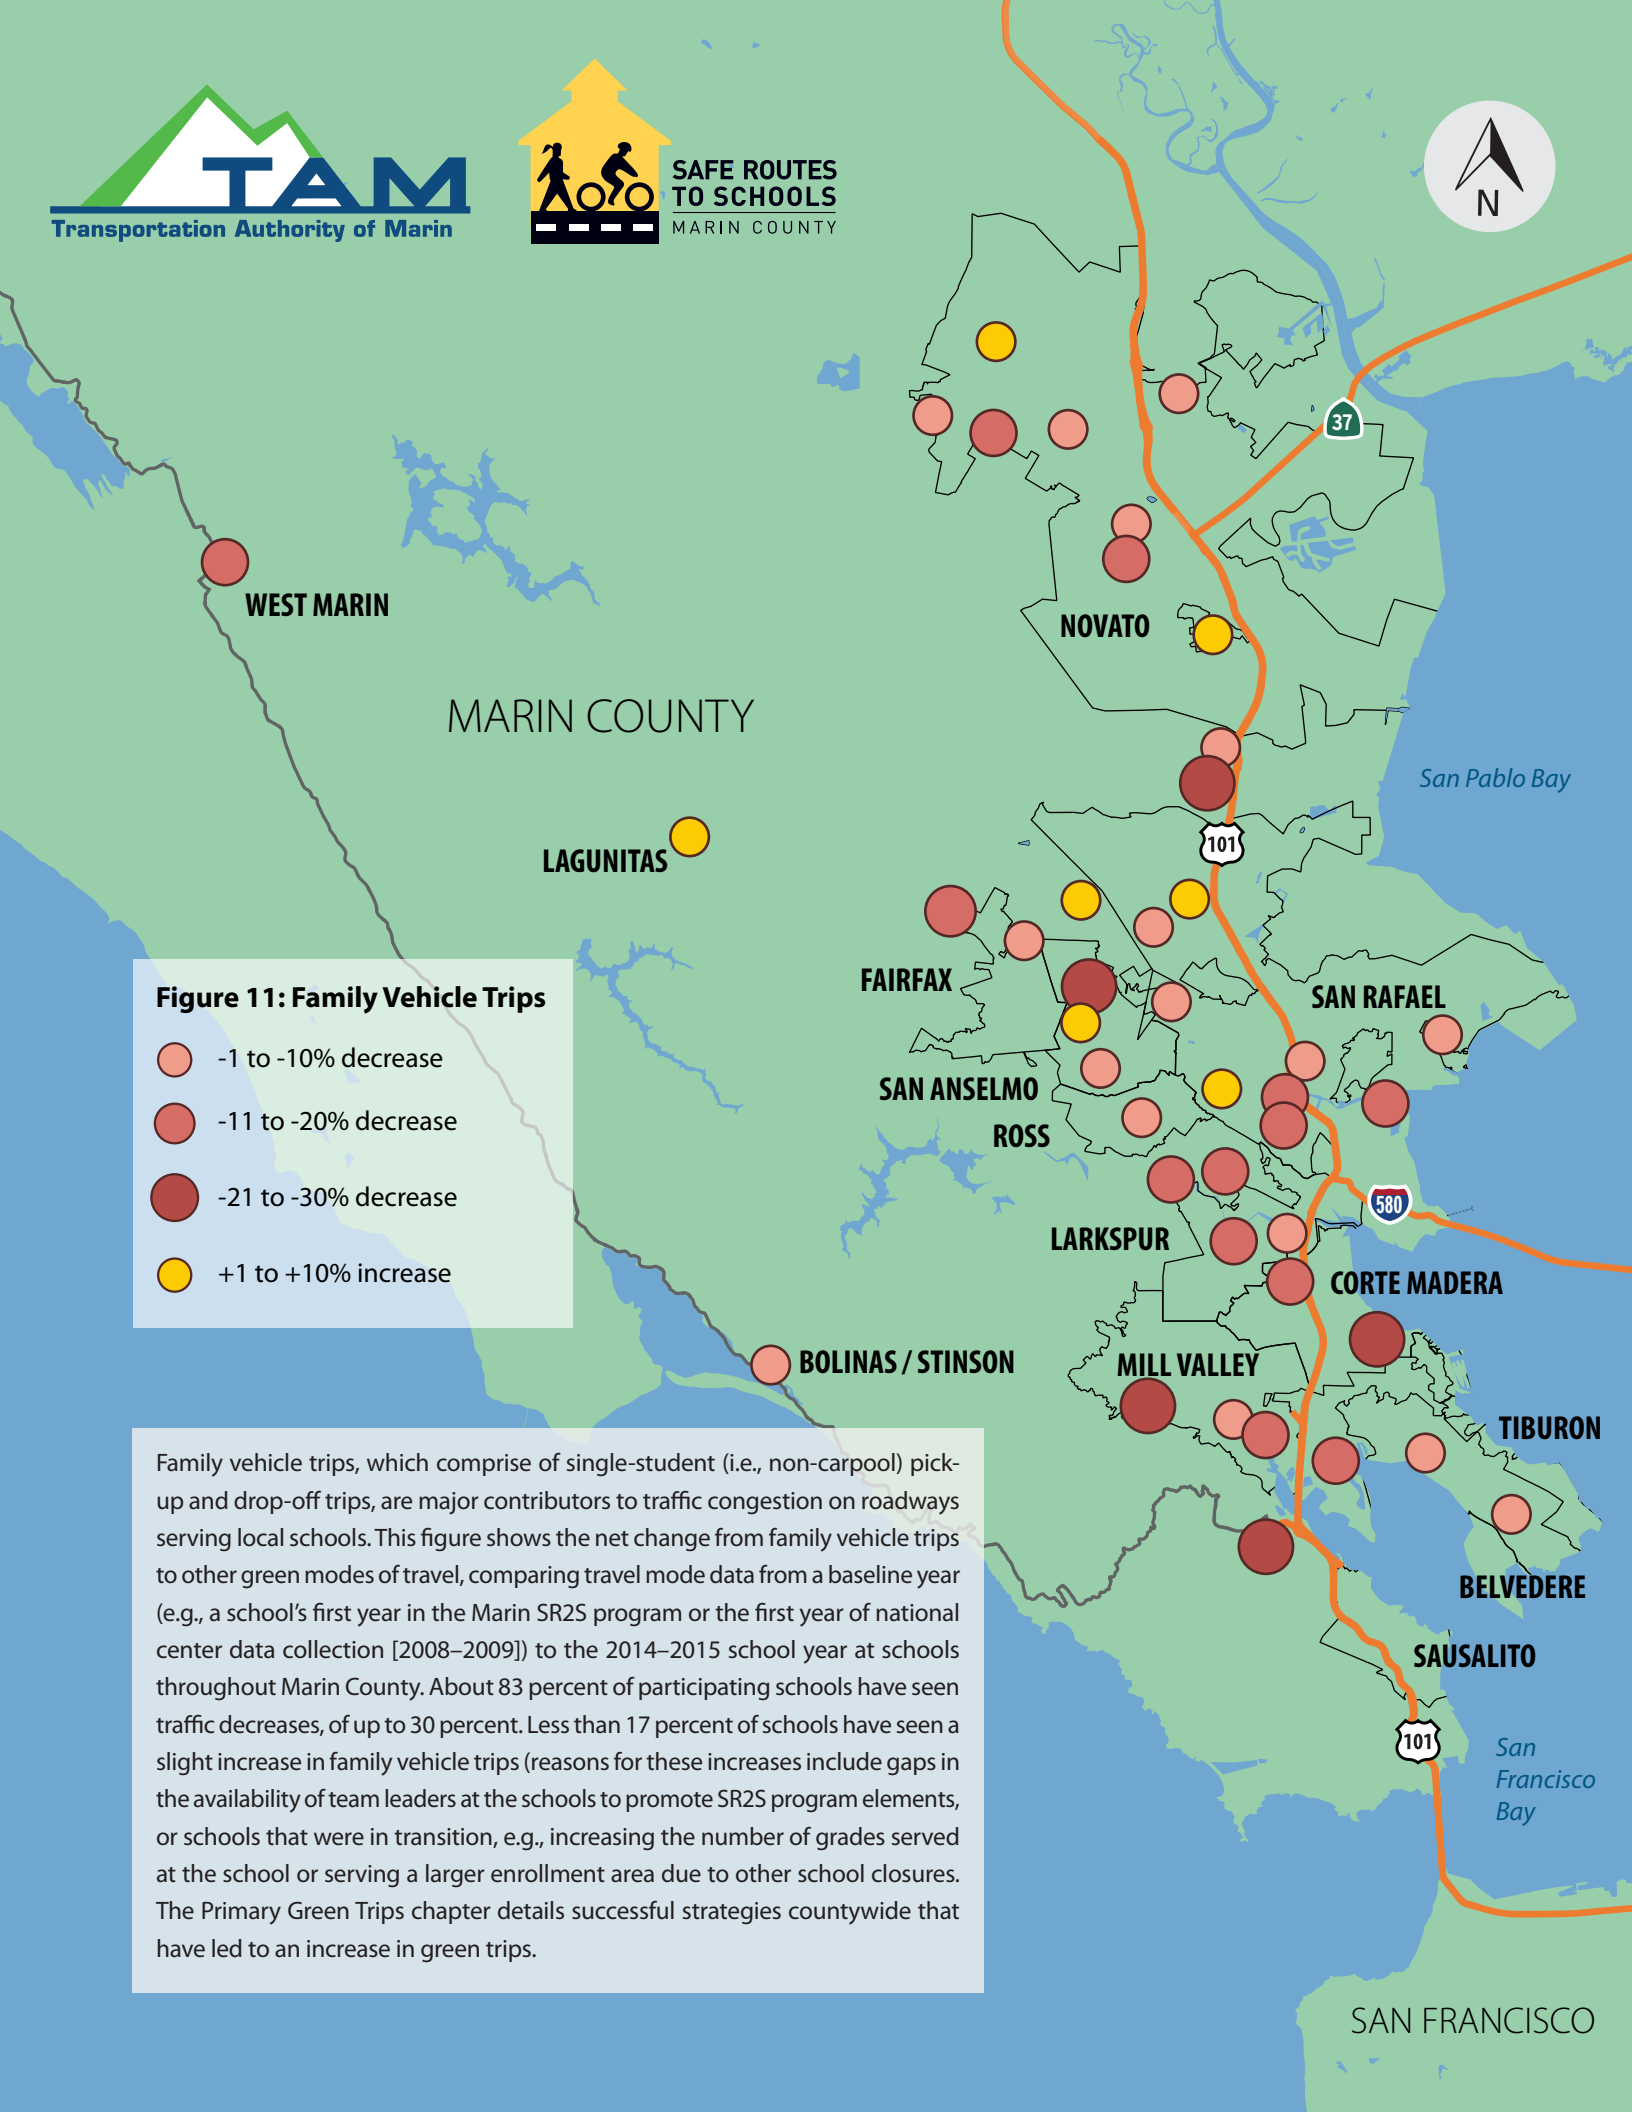 TAM
Transportation Authority of Marin
SAFE ROUTES
TO SCHOOLS
MARIN COUNTY
N
37
WEST MARIN
NOVATO
MARIN COUNTY
San Pablo Bay
101
LAGUNITAS
FAIRFAX
SAN RAFAEL
SAN ANSELMO
ROSS
580
LARKSPUR
CORTE MADERA
BOLINAS / STINSON
MILL VALLEY
TIBURON
BELVEDERE
SAUSALITO
101
San
Francisco
Bay
SAN FRANCISCO
Figure 11: Family Vehicle Trips
-1 to -10% decrease
-11 to -20% decrease
-21 to -30% decrease
+1 to +10% increase
Family vehicle trips, which comprise of single-student (i.e., non-carpool) pick-
up and drop-off trips, are major contributors to traffic congestion on roadways
serving local schools. This figure shows the net change from family vehicle trips
to other green modes of travel, comparing travel mode data from a baseline year
(e.g., a school’s first year in the Marin SR2S program or the first year of national
center data collection [2008–2009]) to the 2014–2015 school year at schools
throughout Marin County. About 83 percent of participating schools have seen
traffic decreases, of up to 30 percent. Less than 17 percent of schools have seen a
slight increase in family vehicle trips (reasons for these increases include gaps in
the availability of team leaders at the schools to promote SR2S program elements,
or schools that were in transition, e.g., increasing the number of grades served
at the school or serving a larger enrollment area due to other school closures.
The Primary Green Trips chapter details successful strategies countywide that
have led to an increase in green trips.